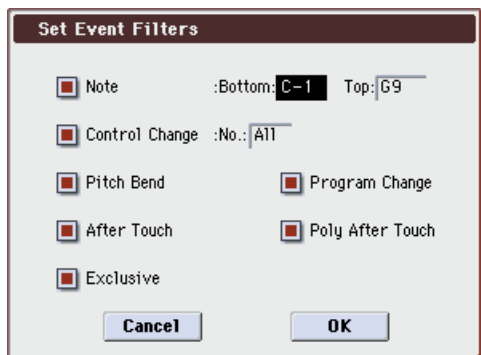 Set Event Filters
Note :Bottom: C-1 Top: G9
Control Change :No.: All
Pitch Bend Program Change
After Touch Poly After Touch
Exclusive
Cancel OK